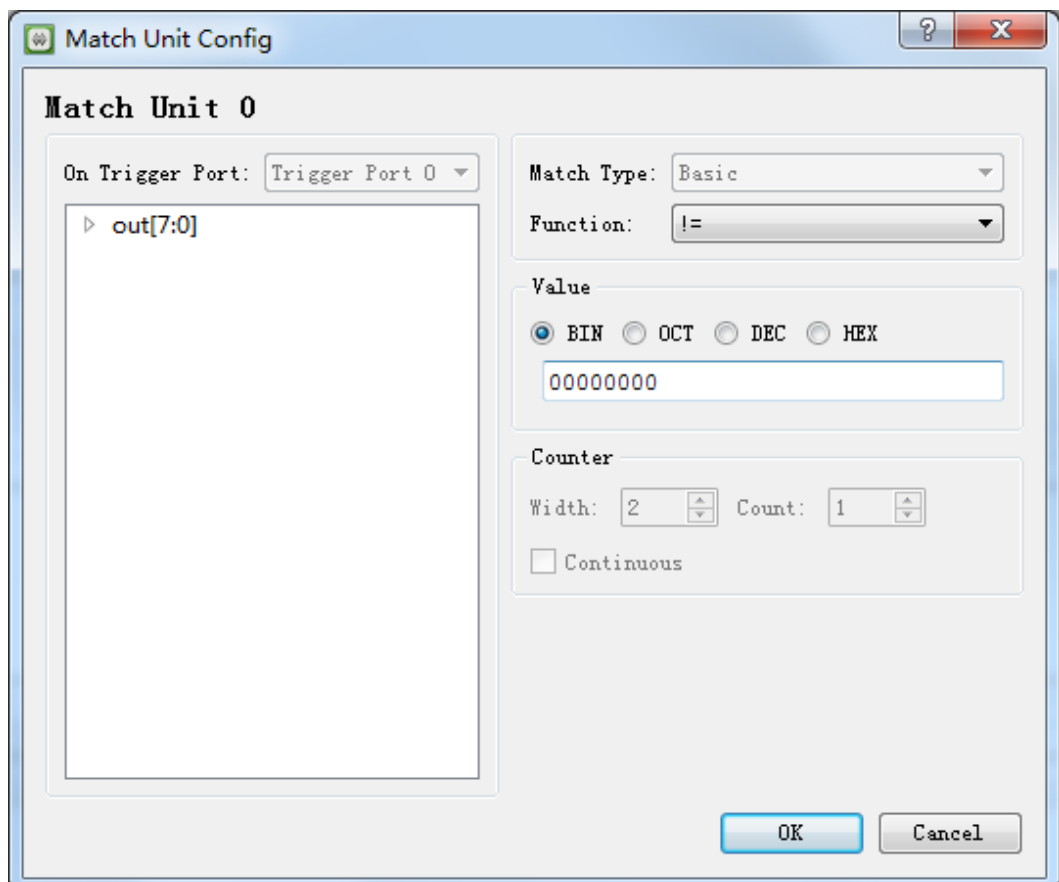 Match Unit Config
Match Unit 0
On Trigger Port: Trigger Port 0
out[7:0]
Match Type: Basic
Function: !=
Value
BIN OCT DEC HEX
00000000
Counter
Width: 2 Count: 1
Continuous
OK Cancel